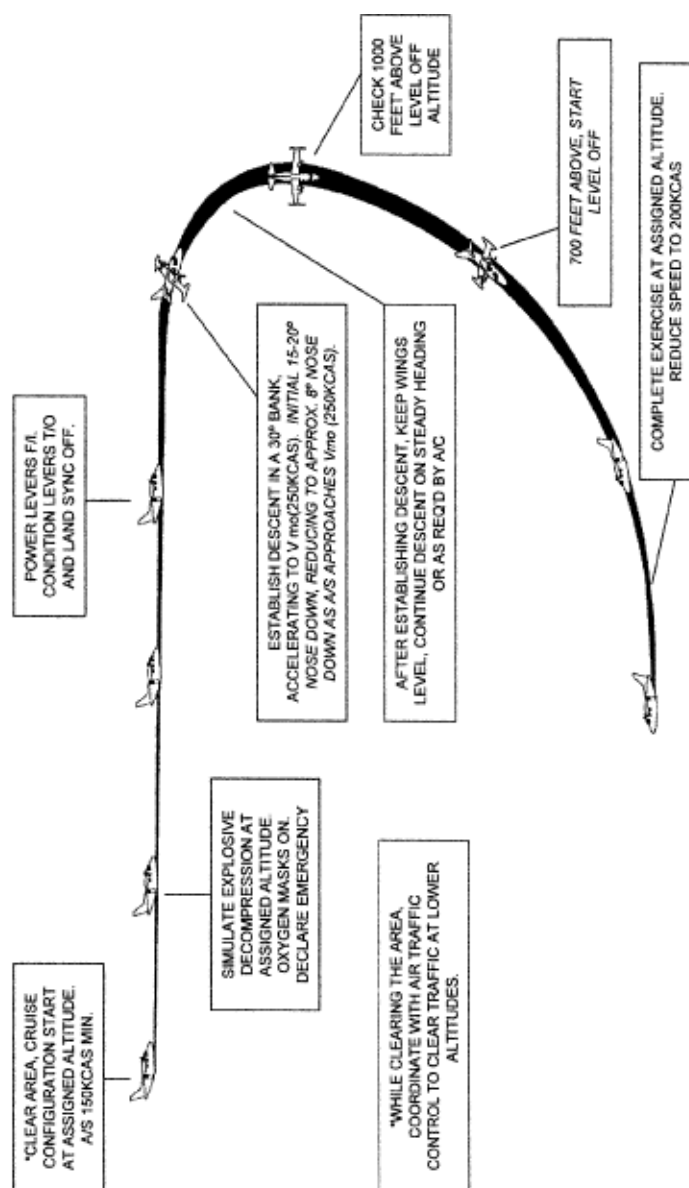 *CLEAR AREA, CRUISE
CONFIGURATION START
AT ASSIGNED ALTITUDE.
A/S 150KCAS MIN.
SIMULATE EXPLOSIVE
DECOMPRESSION AT
ASSIGNED ALTITUDE.
OXYGEN MASKS ON.
DECLARE EMERGENCY
POWER LEVERS F/I.
CONDITION LEVERS T/O
AND LAND SYNC OFF.
ESTABLISH DESCENT IN A 30º BANK,
ACCELERATING TO V mo(250KCAS). INITIAL 15-20º
NOSE DOWN, REDUCING TO APPROX. 8º NOSE
DOWN AS A/S APPROACHES Vmo (250KCAS).
AFTER ESTABLISHING DESCENT, KEEP WINGS
LEVEL, CONTINUE DESCENT ON STEADY HEADING
OR AS REQ'D BY A/C
CHECK 1000
FEET' ABOVE
LEVEL OFF
ALTITUDE
700 FEET ABOVE, START
LEVEL OFF
COMPLETE EXERCISE AT ASSIGNED ALTITUDE.
REDUCE SPEED TO 200KCAS
*WHILE CLEARING THE AREA,
COORDINATE WITH AIR TRAFFIC
CONTROL TO CLEAR TRAFFIC AT LOWER
ALTITUDES.